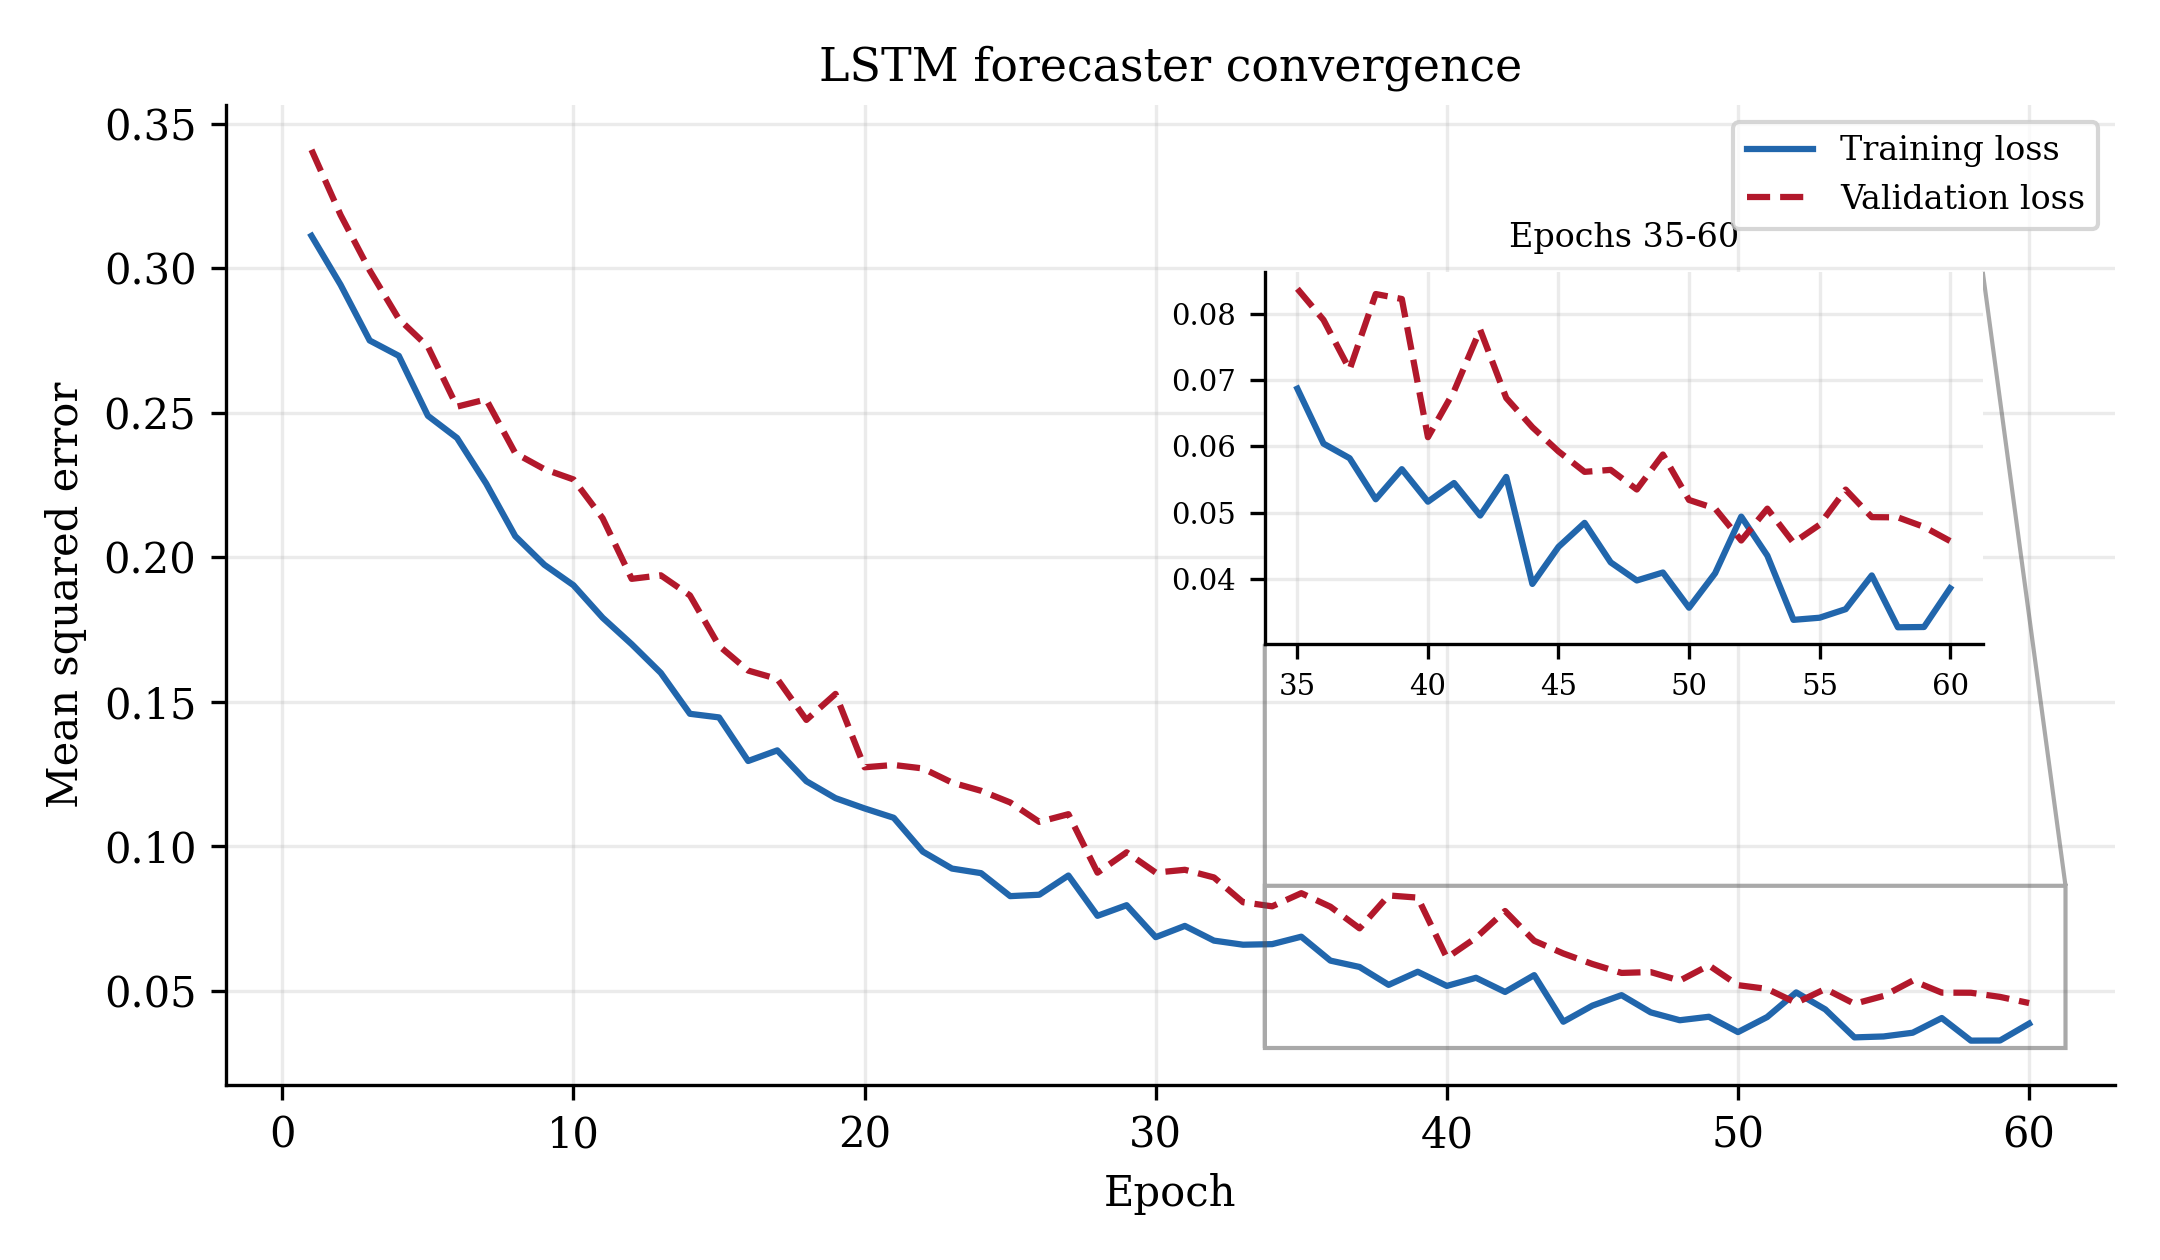 LSTM forecaster convergence
Mean squared error
0.35
0.30
0.25
0.20
0.15
0.10
0.05
0 10 20 30 40 50 60
Epoch
Training loss
Validation loss
Epochs 35-60
0.08
0.07
0.06
0.05
0.04
35 40 45 50 55 60